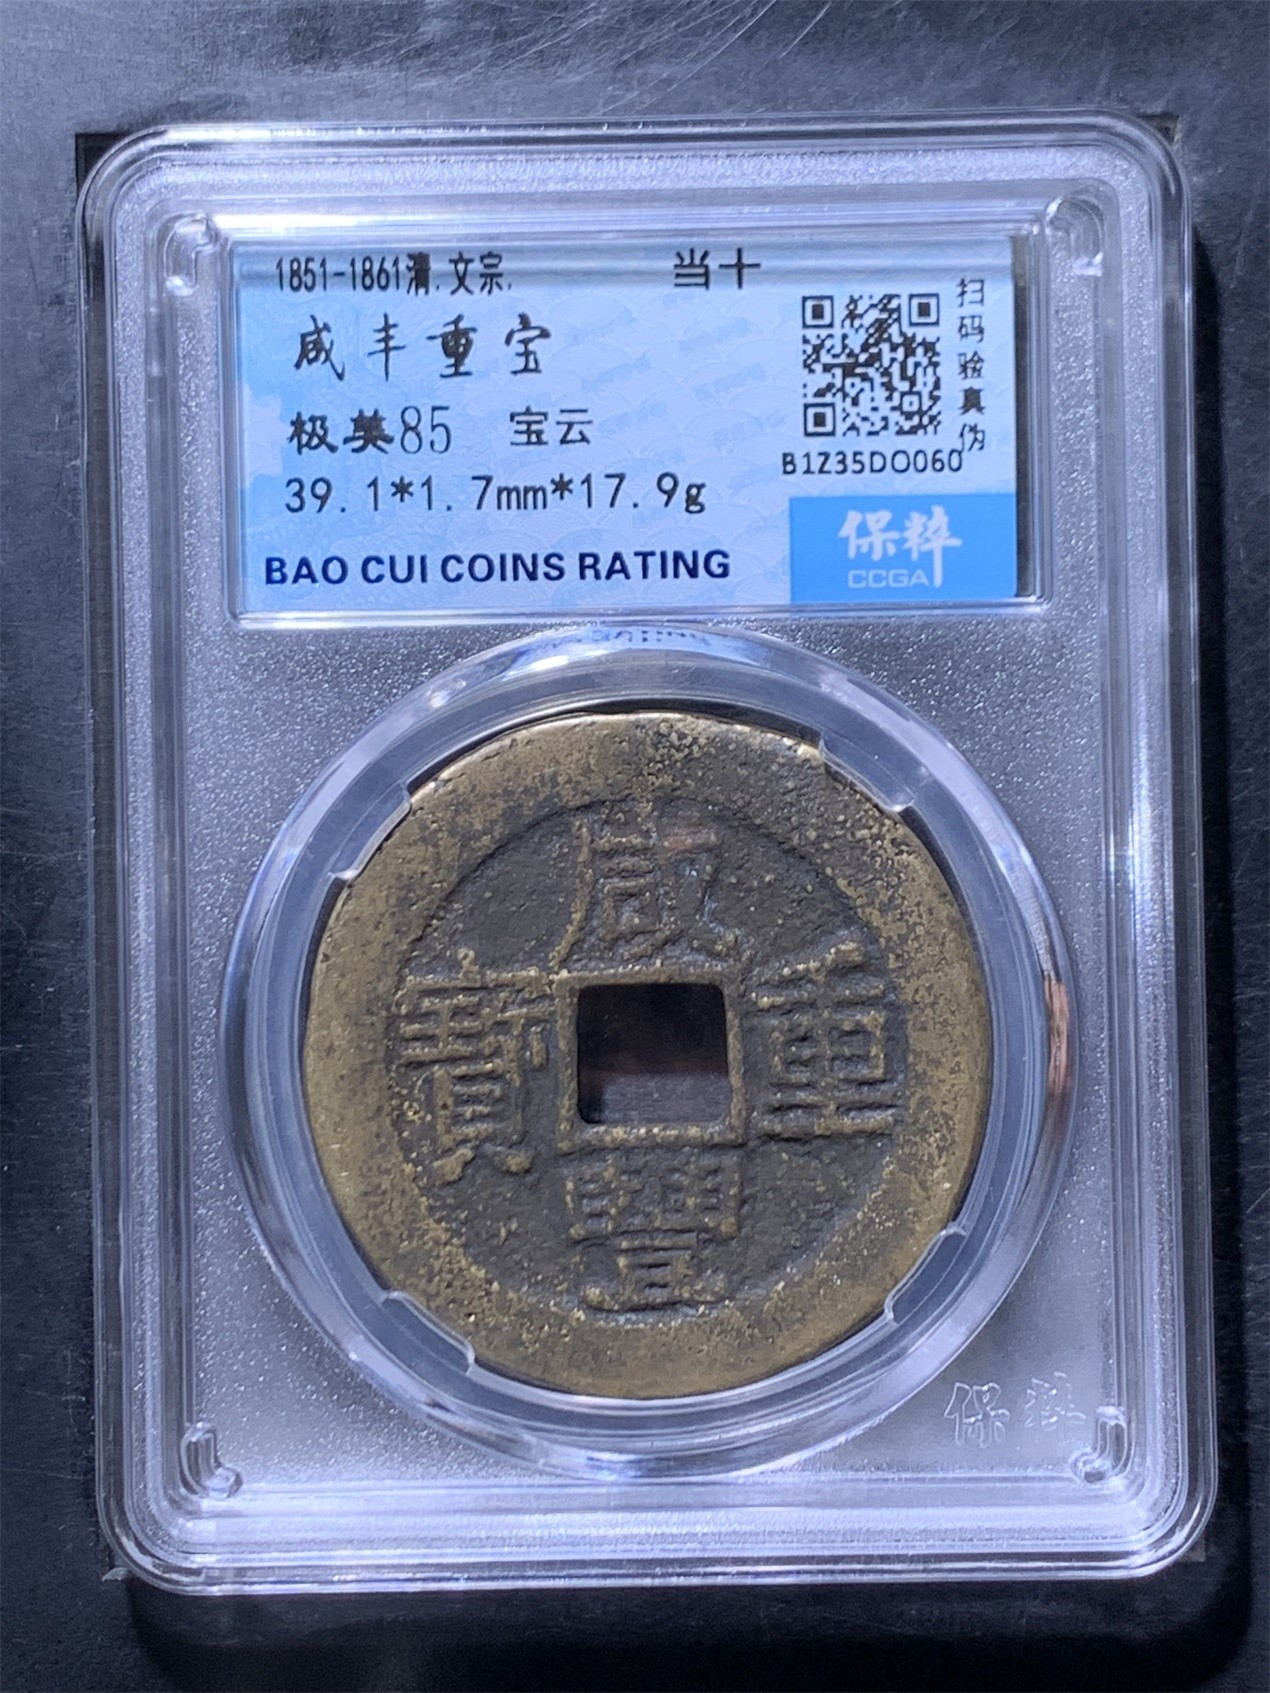 1851-1861清.文宗. 当十
咸丰重宝
极美85 宝云
39.1*1.7mm*17.9g
BAO CUI COINS RATING
扫码验真伪
B1Z35DO060
保粹
CCGA
咸豐重寶
保粹